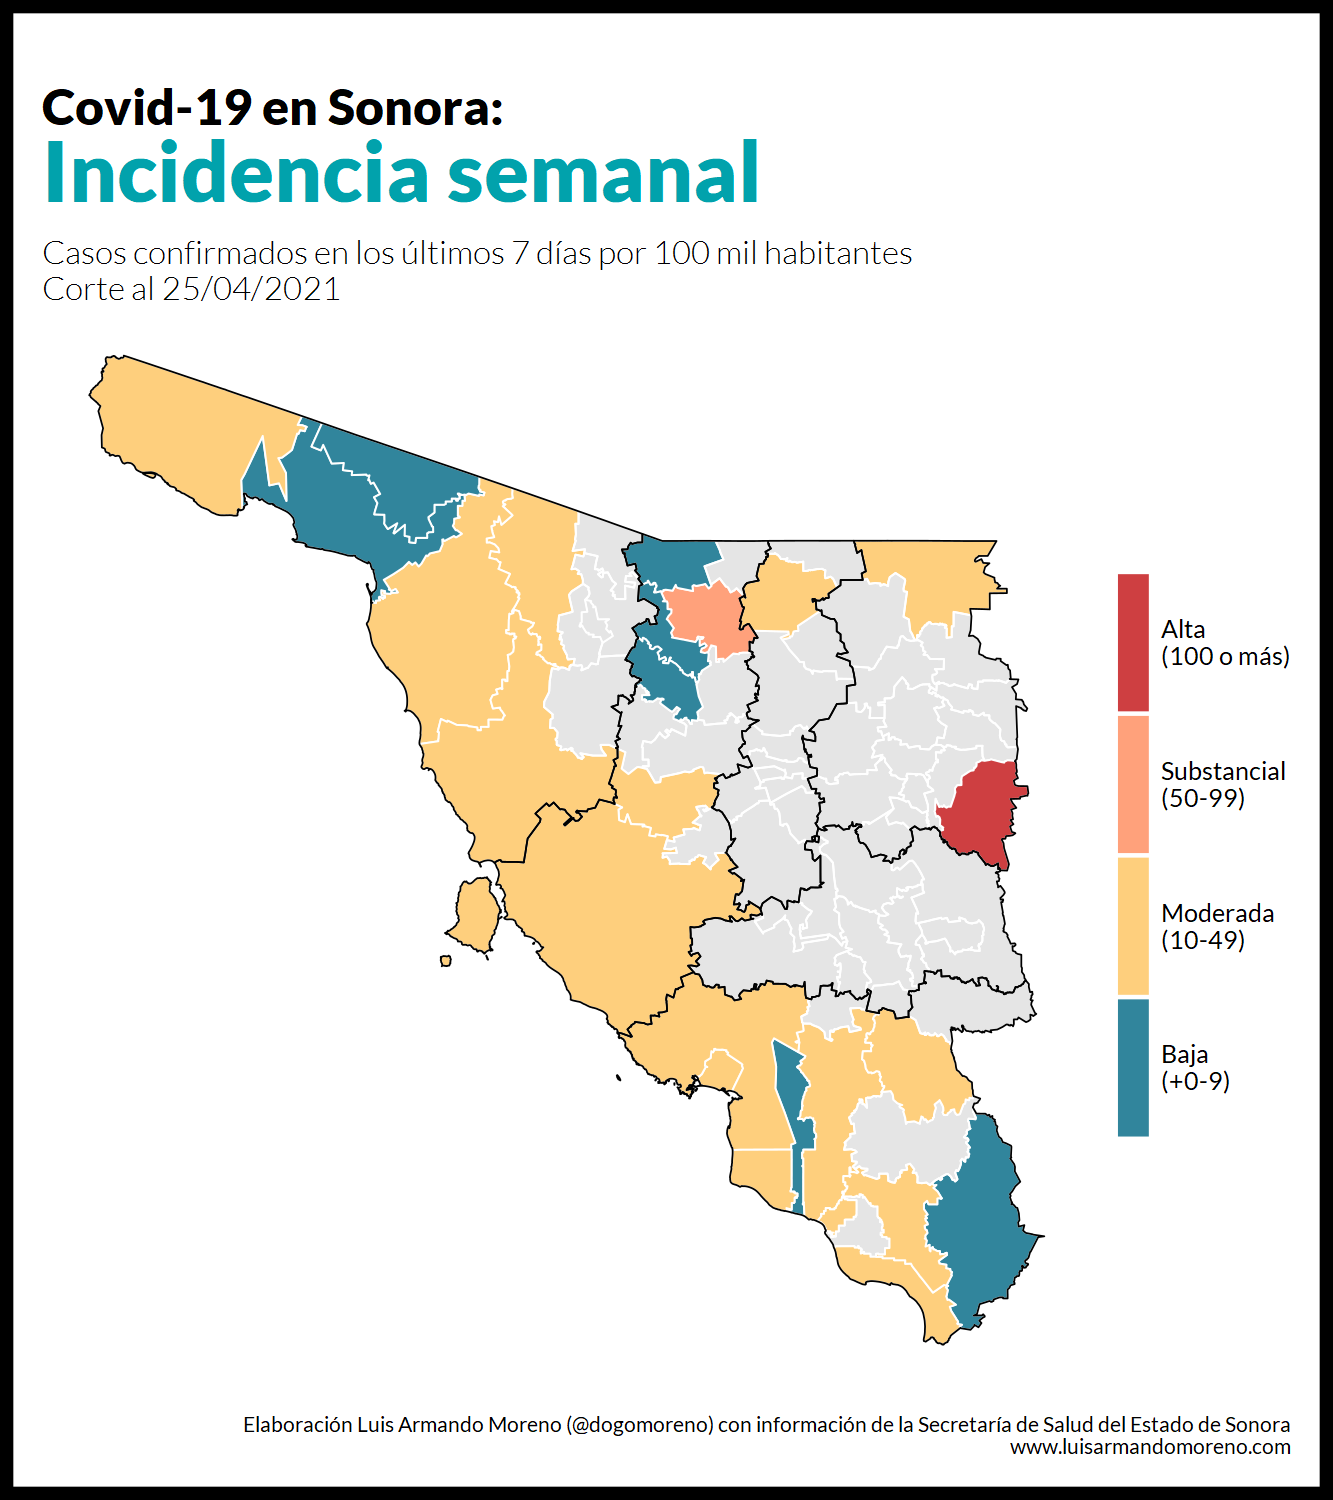 Covid-19 en Sonora:
Incidencia semanal
Casos confirmados en los últimos 7 días por 100 mil habitantes
Corte al 25/04/2021
Alta
(100 o más)
Substancial
(50-99)
Moderada
(10-49)
Baja
(+0-9)
Elaboración Luis Armando Moreno (@dogomoreno) con información de la Secretaría de Salud del Estado de Sonora
www.luisarmandomoreno.com